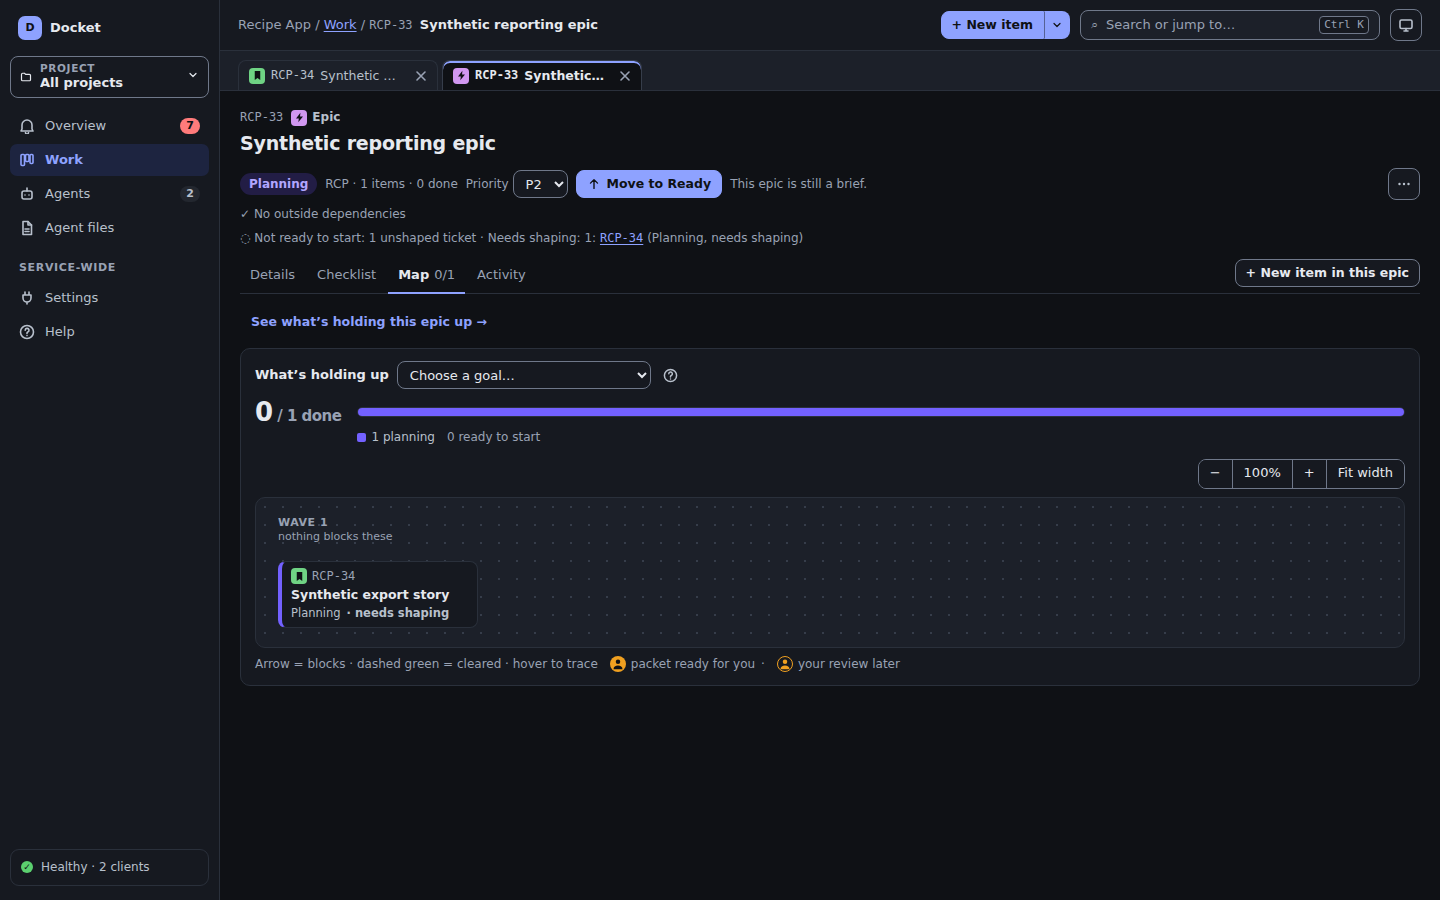 D Docket
PROJECT
All projects
Overview 7
Work
Agents 2
Agent files
SERVICE-WIDE
Settings
Help
✓ Healthy · 2 clients
Recipe App / Work / RCP-33 Synthetic reporting epic
+ New item
Search or jump to… Ctrl K
RCP-34 Synthetic …
RCP-33 Synthetic…
RCP-33 Epic
Synthetic reporting epic
Planning RCP · 1 items · 0 done Priority P2 ↑ Move to Ready This epic is still a brief. ⋯
✓ No outside dependencies
◌ Not ready to start: 1 unshaped ticket · Needs shaping: 1: RCP-34 (Planning, needs shaping)
Details Checklist Map 0/1 Activity + New item in this epic
See what’s holding this epic up →
What’s holding up Choose a goal… ?
0 / 1 done
1 planning 0 ready to start
− 100% + Fit width
WAVE 1
nothing blocks these
RCP-34
Synthetic export story
Planning · needs shaping
Arrow = blocks · dashed green = cleared · hover to trace packet ready for you · your review later